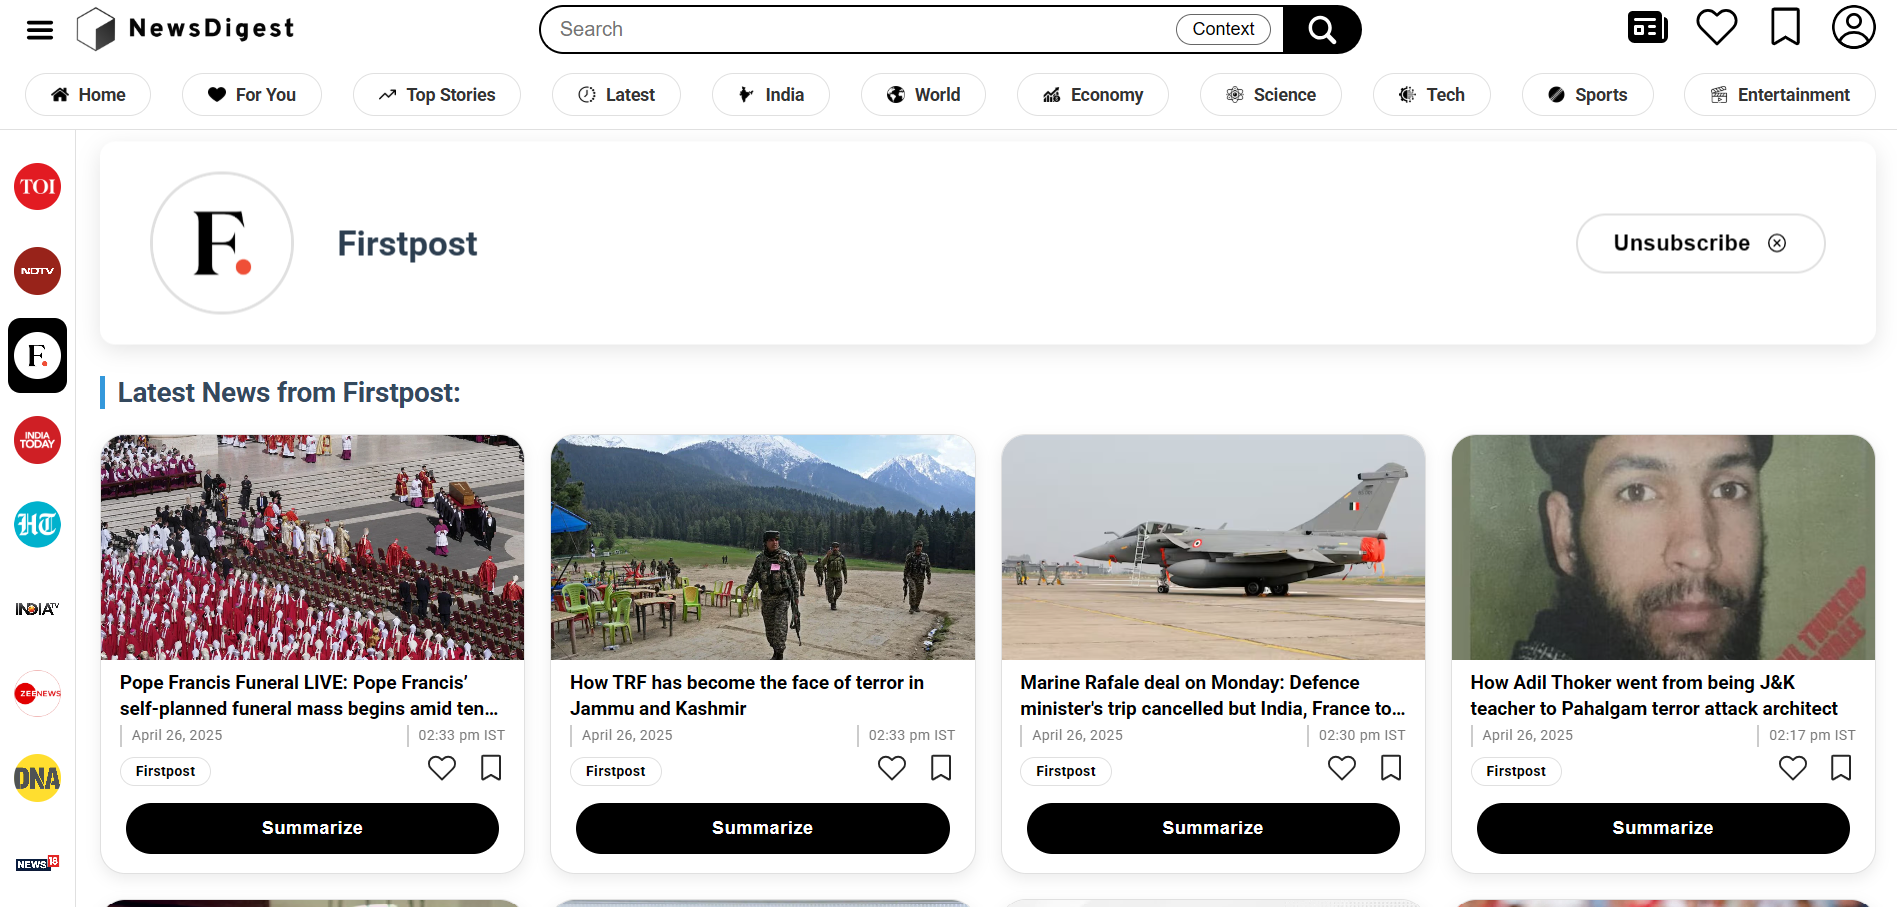 NewsDigest
Search
Context
Home
For You
Top Stories
Latest
India
World
Economy
Science
Tech
Sports
Entertainment
TOI
NDTV
F.
INDIA
TODAY
HT
INDIA TV
ZEE NEWS
DNA
NEWS 18
F.
Firstpost
Unsubscribe
Latest News from Firstpost:
Pope Francis Funeral LIVE: Pope Francis’
self-planned funeral mass begins amid ten...
April 26, 2025
02:33 pm IST
Firstpost
Summarize
How TRF has become the face of terror in
Jammu and Kashmir
April 26, 2025
02:33 pm IST
Firstpost
Summarize
Marine Rafale deal on Monday: Defence
minister's trip cancelled but India, France to...
April 26, 2025
02:30 pm IST
Firstpost
Summarize
How Adil Thoker went from being J&K
teacher to Pahalgam terror attack architect
April 26, 2025
02:17 pm IST
Firstpost
Summarize